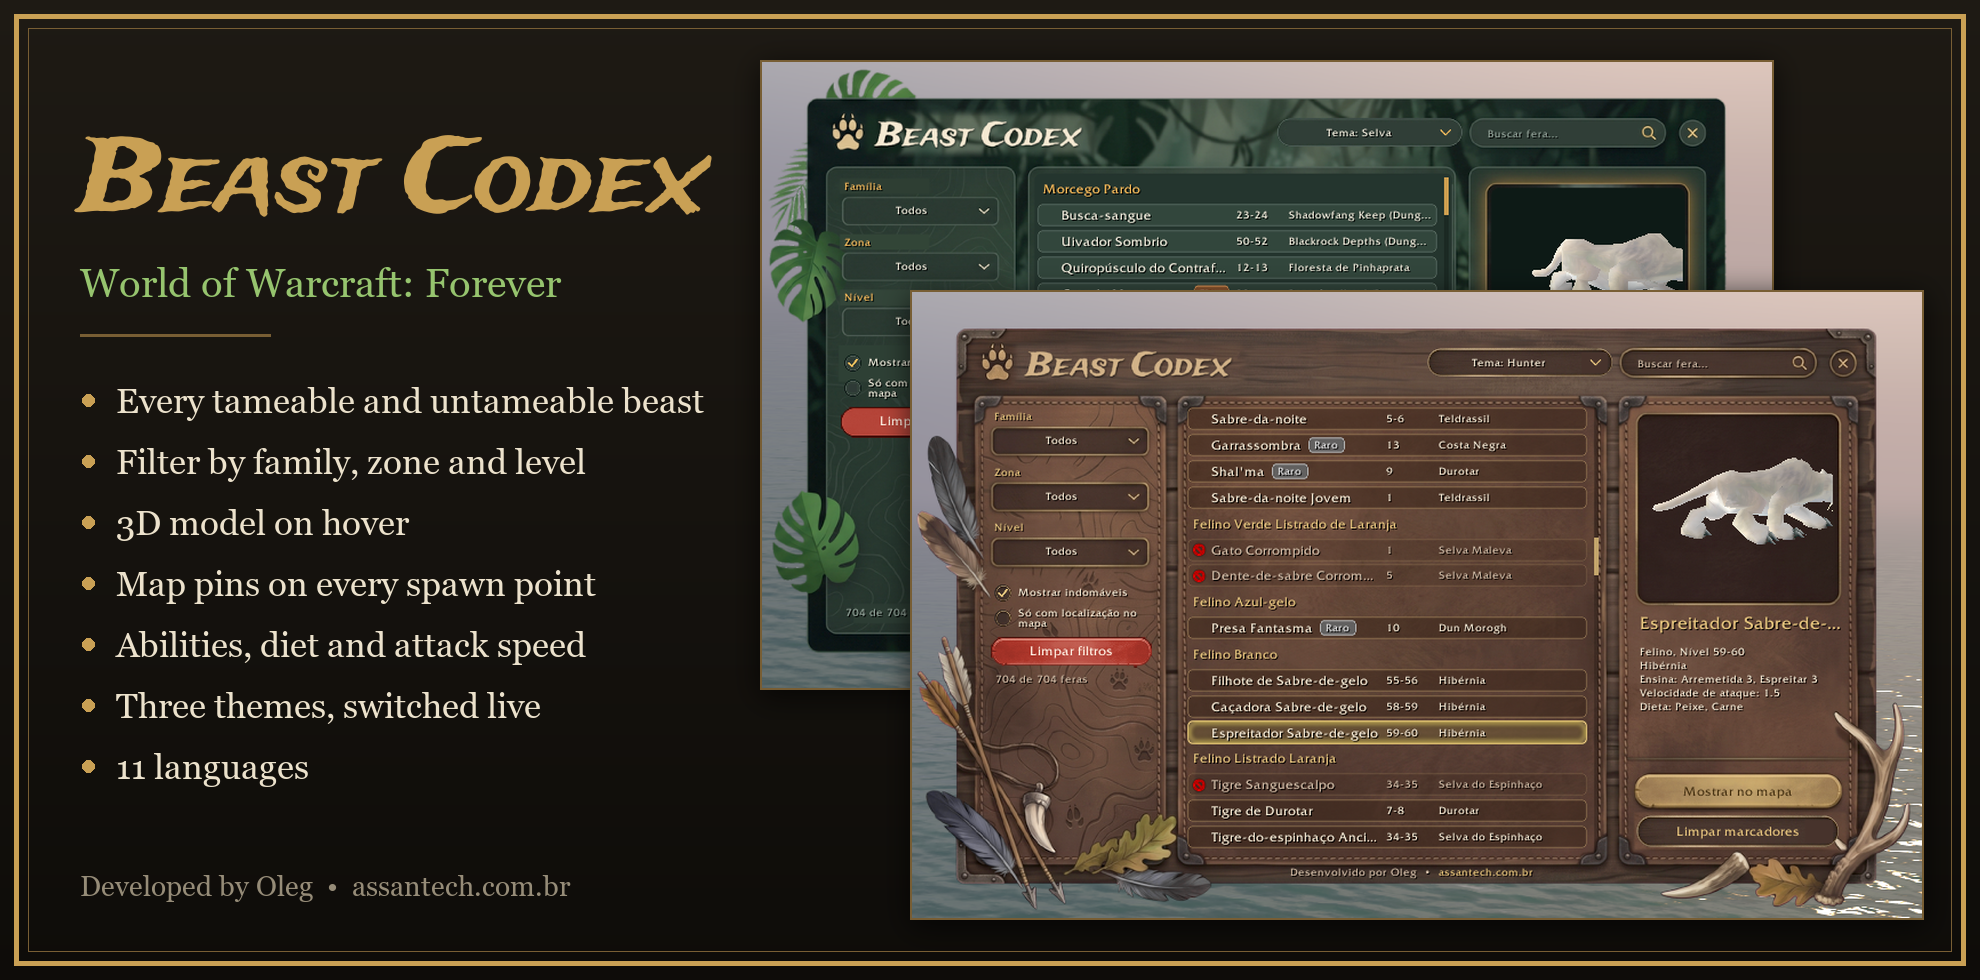 Beast Codex
World of Warcraft: Forever
Every tameable and untameable beast
Filter by family, zone and level
3D model on hover
Map pins on every spawn point
Abilities, diet and attack speed
Three themes, switched live
11 languages
Developed by Oleg • assantech.com.br
Beast Codex
Tema: Selva
Buscar fera...
Família
Todos
Zona
Todos
Nível
Mostrar
Só com
mapa
704 de 704
Morcego Pardo
Busca-sangue 23-24 Shadowfang Keep (Dung...
Uivador Sombrio 50-52 Blackrock Depths (Dung...
Quiropúsculo do Contraf... 12-13 Floresta de Pinhaprata
Beast Codex
Tema: Hunter
Buscar fera...
Família
Todos
Zona
Todos
Nível
Todos
Mostrar indomáveis
Só com localização no
mapa
Limpar filtros
704 de 704 feras
Sabre-da-noite 5-6 Teldrassil
Garrassombra Raro 13 Costa Negra
Shal'ma Raro 9 Durotar
Sabre-da-noite Jovem 1 Teldrassil
Felino Verde Listrado de Laranja
Gato Corrompido 1 Selva Maleva
Dente-de-sabre Corrom... 5 Selva Maleva
Felino Azul-gelo
Presa Fantasma Raro 10 Dun Morogh
Felino Branco
Filhote de Sabre-de-gelo 55-56 Hibérnia
Caçadora Sabre-de-gelo 58-59 Hibérnia
Espreitador Sabre-de-gelo 59-60 Hibérnia
Felino Listrado Laranja
Tigre Sanguescalpo 34-35 Selva do Espinhaço
Tigre de Durotar 7-8 Durotar
Tigre-do-espinhaço Anci... 34-35 Selva do Espinhaço
Espreitador Sabre-de-...
Felino, Nível 59-60
Hibérnia
Ensina: Arremetida 3, Espreitar 3
Velocidade de ataque: 1.5
Dieta: Peixe, Carne
Mostrar no mapa
Limpar marcadores
Desenvolvido por Oleg • assantech.com.br